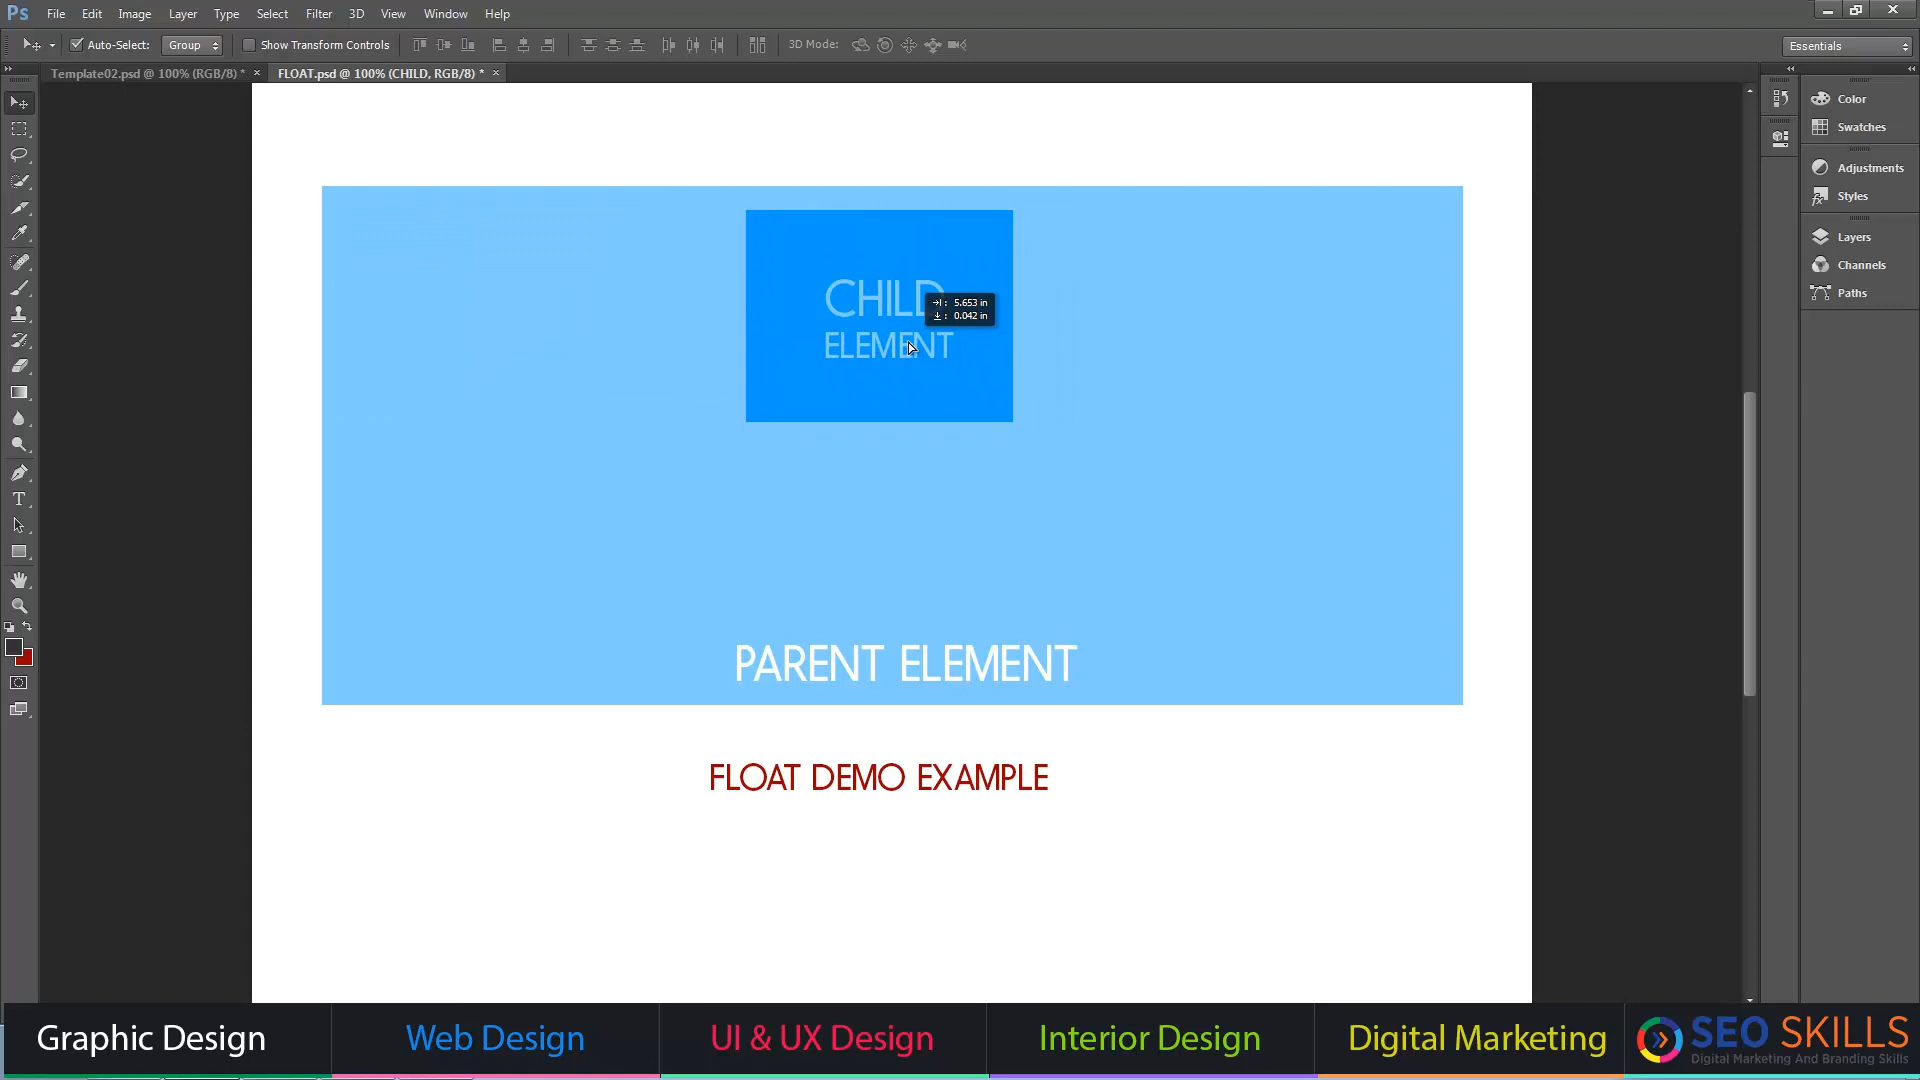 Ps File Edit Image Layer Type Select Filter 3D View Window Help
Auto-Select: Group Show Transform Controls 3D Mode: Essentials
Template02.psd @ 100% (RGB/8) * × FLOAT.psd @ 100% (CHILD, RGB/8) * ×
Color
Swatches
Adjustments
Styles
Layers
Channels
Paths
CHILD
ELEMENT
5.653 in
0.042 in
PARENT ELEMENT
FLOAT DEMO EXAMPLE
Graphic Design Web Design UI & UX Design Interior Design Digital Marketing SEO SKILLS
Digital Marketing And Branding Skills